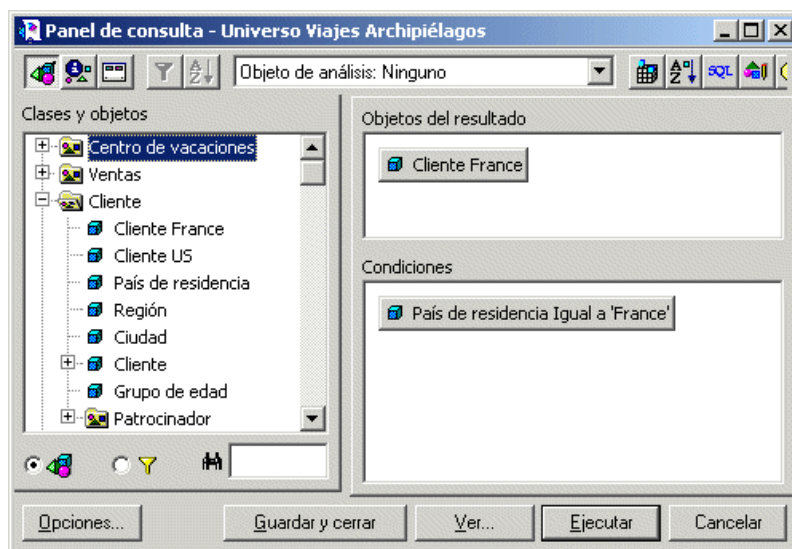 Panel de consulta - Universo Viajes Archipiélagos
Objeto de análisis: Ninguno
SQL
Clases y objetos
Centro de vacaciones
Ventas
Cliente
Cliente France
Cliente US
País de residencia
Región
Ciudad
Cliente
Grupo de edad
Patrocinador
Objetos del resultado
Cliente France
Condiciones
País de residencia Igual a 'France'
Opciones...
Guardar y cerrar
Ver...
Ejecutar
Cancelar